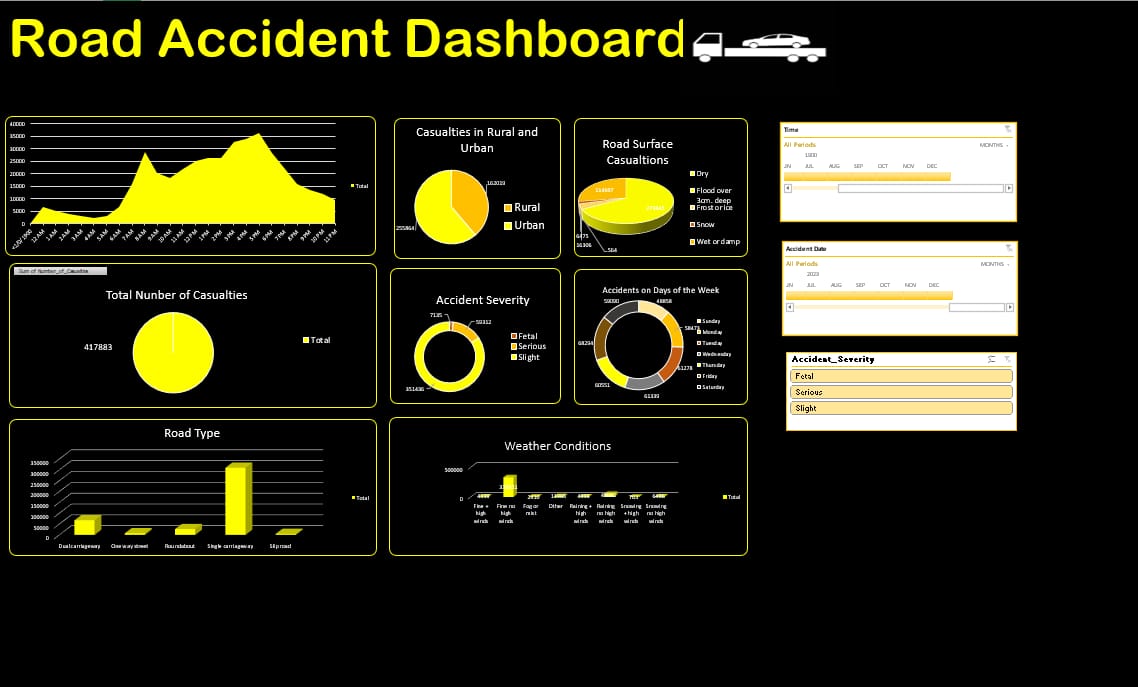 Road Accident Dashboard
40000
35000
30000
25000
20000
15000
10000
5000
0
12 AM
1 AM
2 AM
3 AM
4 AM
5 AM
6 AM
7 AM
8 AM
9 AM
10 AM
11 AM
12 PM
1 PM
2 PM
3 PM
4 PM
5 PM
6 PM
7 PM
8 PM
9 PM
10 PM
11 PM
Total
Casualties in Rural and
Urban
162019
255864
Rural
Urban
Road Surface
Casualtions
6475
16306
564
Dry
Flood over
3cm. deep
Frost or ice
Snow
Wet or damp
Time
All Periods
MONTHS
1900
JN JUL AUG SEP OCT NOV DEC
Accident Date
All Periods
MONTHS
2023
JN JUL AUG SEP OCT NOV DEC
Accident_Severity
Fetal
Serious
Slight
Sum of Number_of_Casualties
Total Nunber of Casualties
417883
Total
Accident Severity
7135
59312
351436
Fetal
Serious
Slight
Accidents on Days of the Week
59090
48858
58473
61278
61339
60551
68294
Sunday
Monday
Tuesday
Wednesday
Thursday
Friday
Saturday
Road Type
350000
300000
250000
200000
150000
100000
50000
0
Dual carriageway
One way street
Roundabout
Single carriageway
Slip road
Total
Weather Conditions
500000
0
Fine +
high
winds
Fine no
high
winds
Fog or
mist
Other
Raining +
high
winds
Raining
no high
winds
Snowing
+ high
winds
Snowing
no high
winds
Total